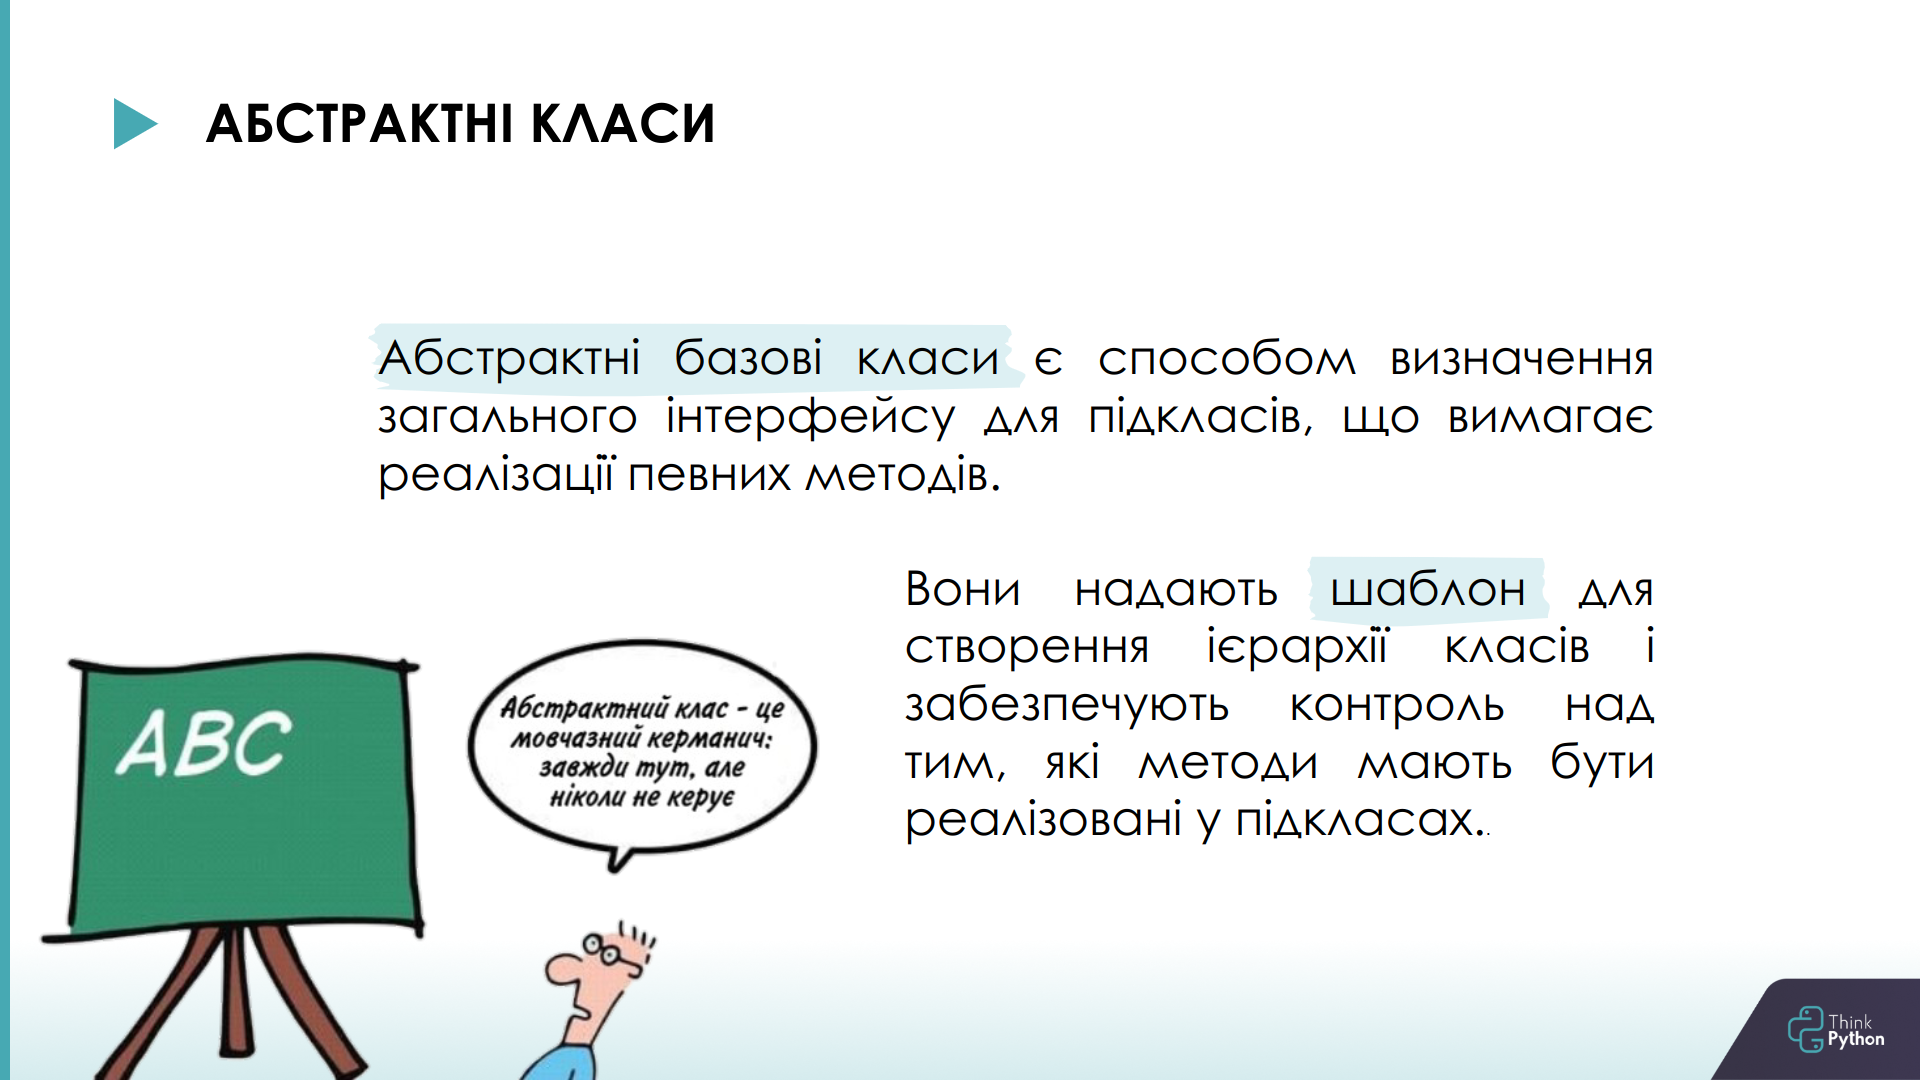 АБСТРАКТНІ КЛАСИ
Абстрактні базові класи є способом визначення
загального інтерфейсу для підкласів, що вимагає
реалізації певних методів.
Вони надають шаблон для
створення ієрархії класів і
забезпечують контроль над
тим, які методи мають бути
реалізовані у підкласах..
ABC
Абстрактний клас - це
мовчазний керманич:
завжди тут, але
ніколи не керує
Think
Python